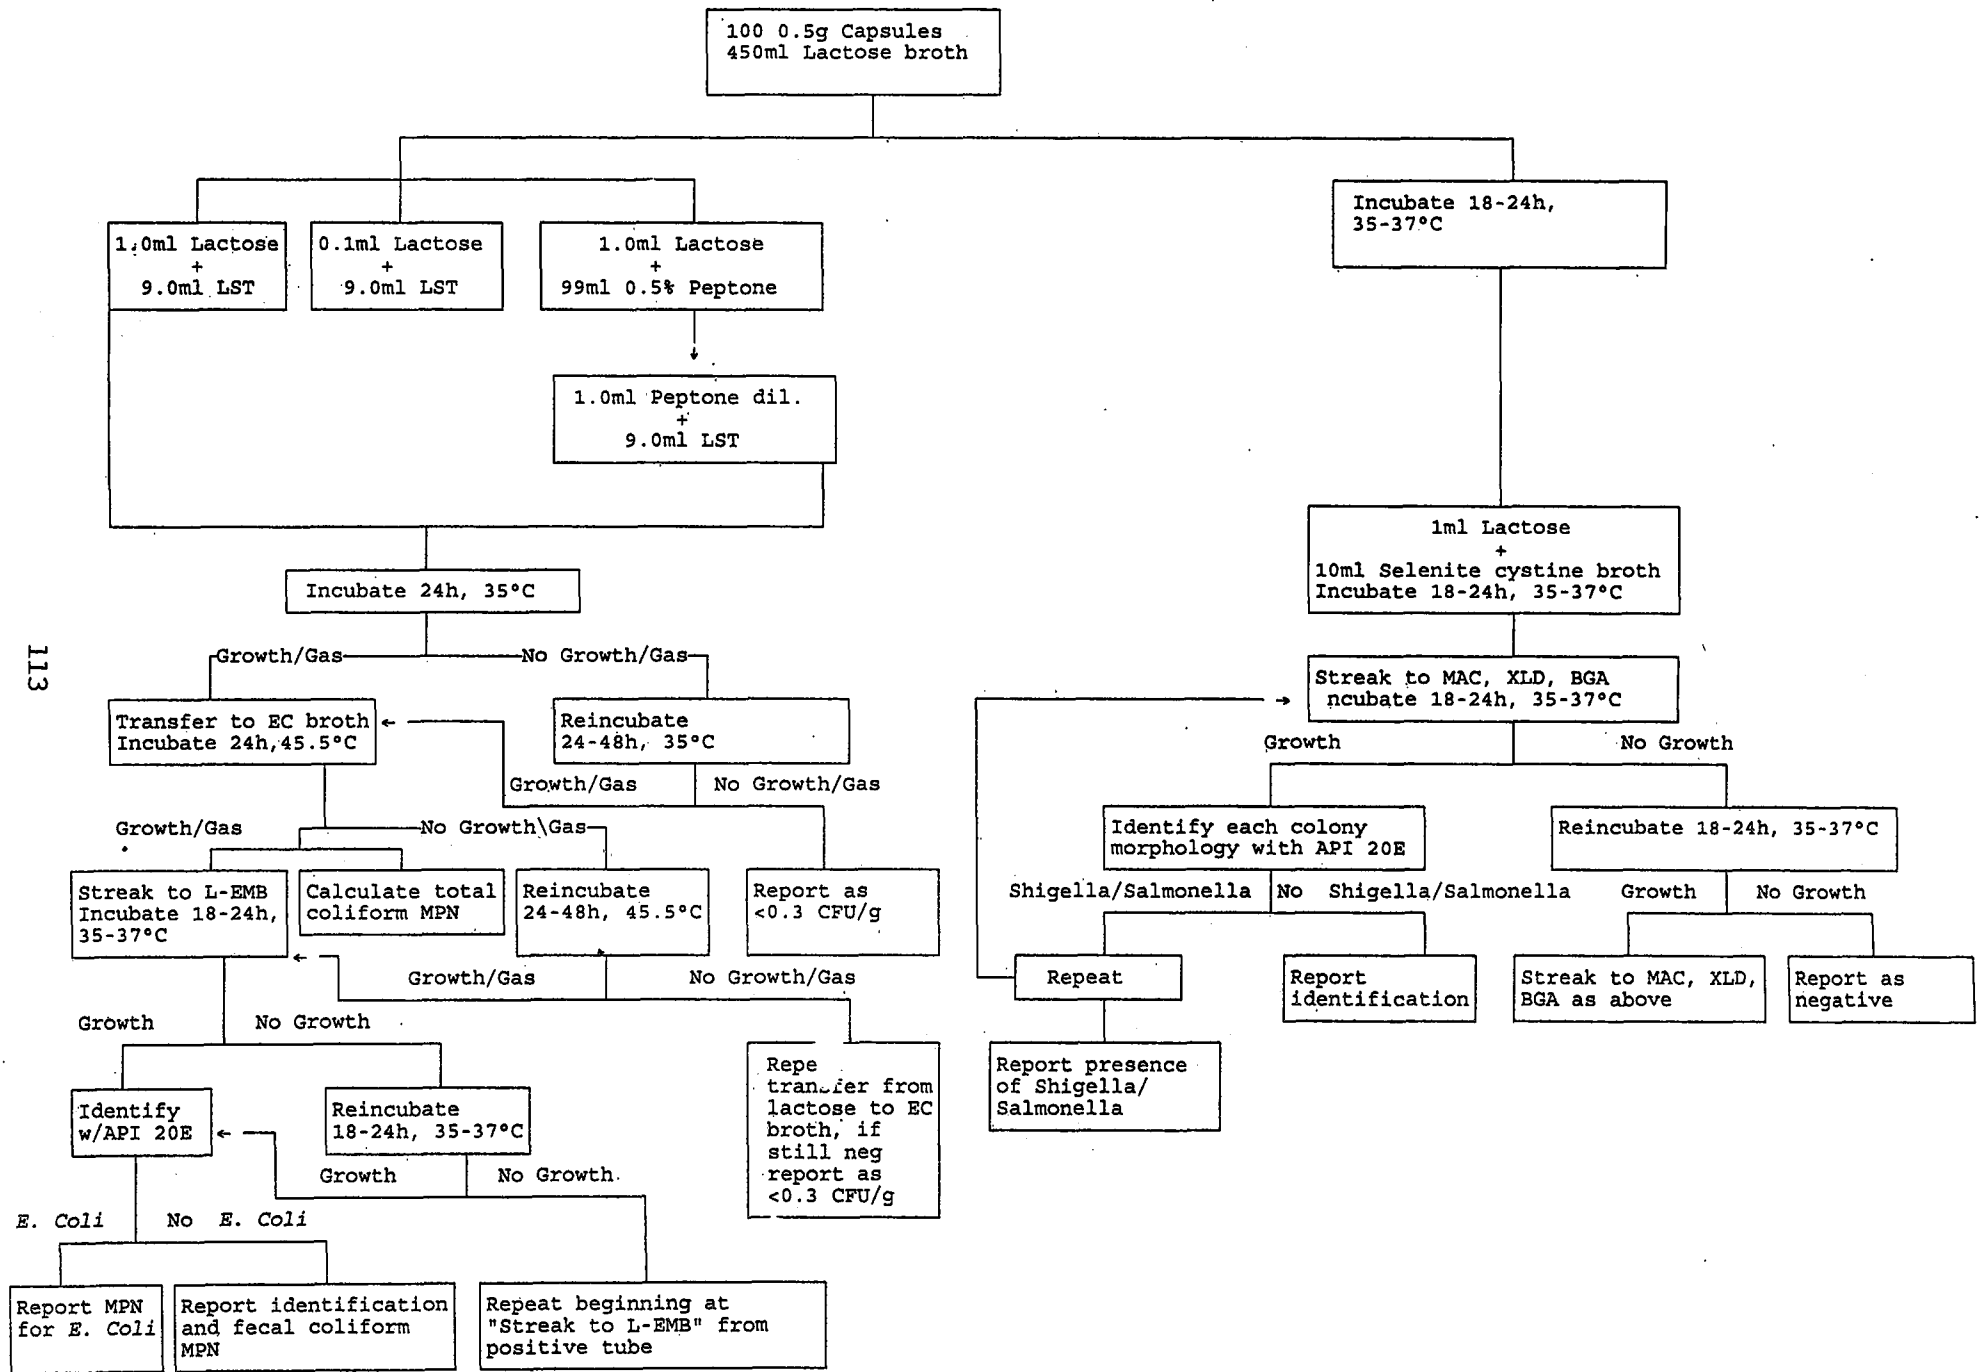 100 0.5g Capsules
450ml Lactose broth
1.0ml Lactose
+
9.0ml LST
0.1ml Lactose
+
9.0ml LST
1.0ml Lactose
+
99ml 0.5% Peptone
Incubate 18-24h,
35-37°C
1.0ml Peptone dil.
+
9.0ml LST
Incubate 24h, 35°C
Growth/Gas
No Growth/Gas
Transfer to EC broth
Incubate 24h,45.5°C
Reincubate
24-48h, 35°C
Growth/Gas
No Growth/Gas
Growth/Gas
No Growth\Gas
Streak to L-EMB
Incubate 18-24h,
35-37°C
Calculate total
coliform MPN
Reincubate
24-48h, 45.5°C
Report as
<0.3 CFU/g
Growth/Gas
No Growth/Gas
Growth
No Growth
Identify
w/API 20E
Reincubate
18-24h, 35-37°C
Repe
transfer from
lactose to EC
broth, if
still neg
report as
<0.3 CFU/g
Growth
No Growth.
E. Coli
No E. Coli
Report MPN
for E. Coli
Report identification
and fecal coliform
MPN
Repeat beginning at
"Streak to L-EMB" from
positive tube
1ml Lactose
+
10ml Selenite cystine broth
Incubate 18-24h, 35-37°C
Streak to MAC, XLD, BGA
ncubate 18-24h, 35-37°C
Growth
No Growth
Identify each colony
morphology with API 20E
Reincubate 18-24h, 35-37°C
Shigella/Salmonella
No Shigella/Salmonella
Growth
No Growth
Repeat
Report
identification
Streak to MAC, XLD,
BGA as above
Report as
negative
Report presence
of Shigella/
Salmonella
113